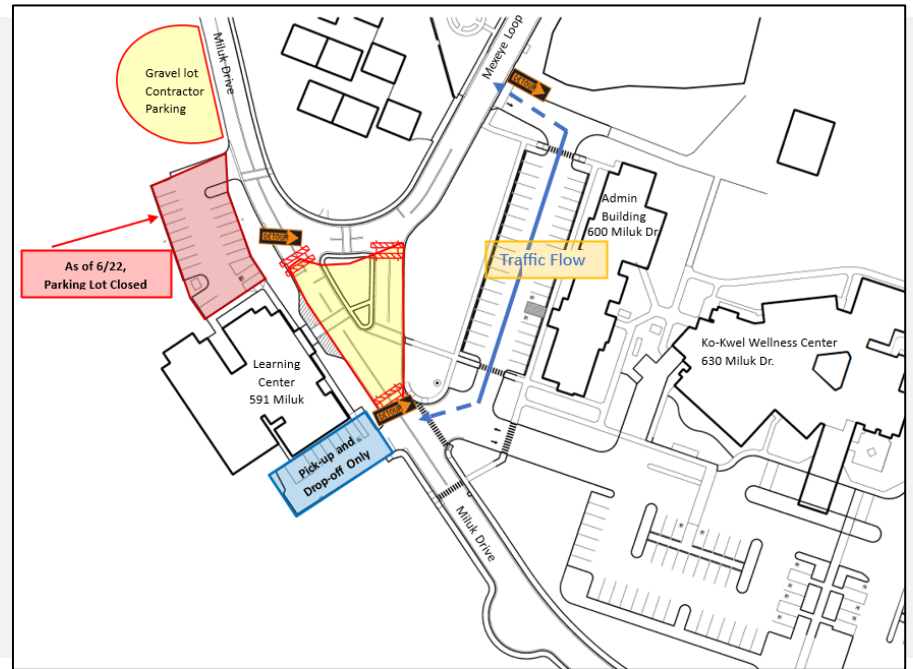 Gravel lot
Contractor
Parking
Miluk Drive
Mexeye Loop
DETOUR
Admin
Building
600 Miluk Dr
Traffic Flow
DETOUR
As of 6/22,
Parking Lot Closed
Ko-Kwel Wellness Center
630 Miluk Dr.
Learning
Center
591 Miluk
DETOUR
Pick-up and
Drop-off Only
Miluk Drive